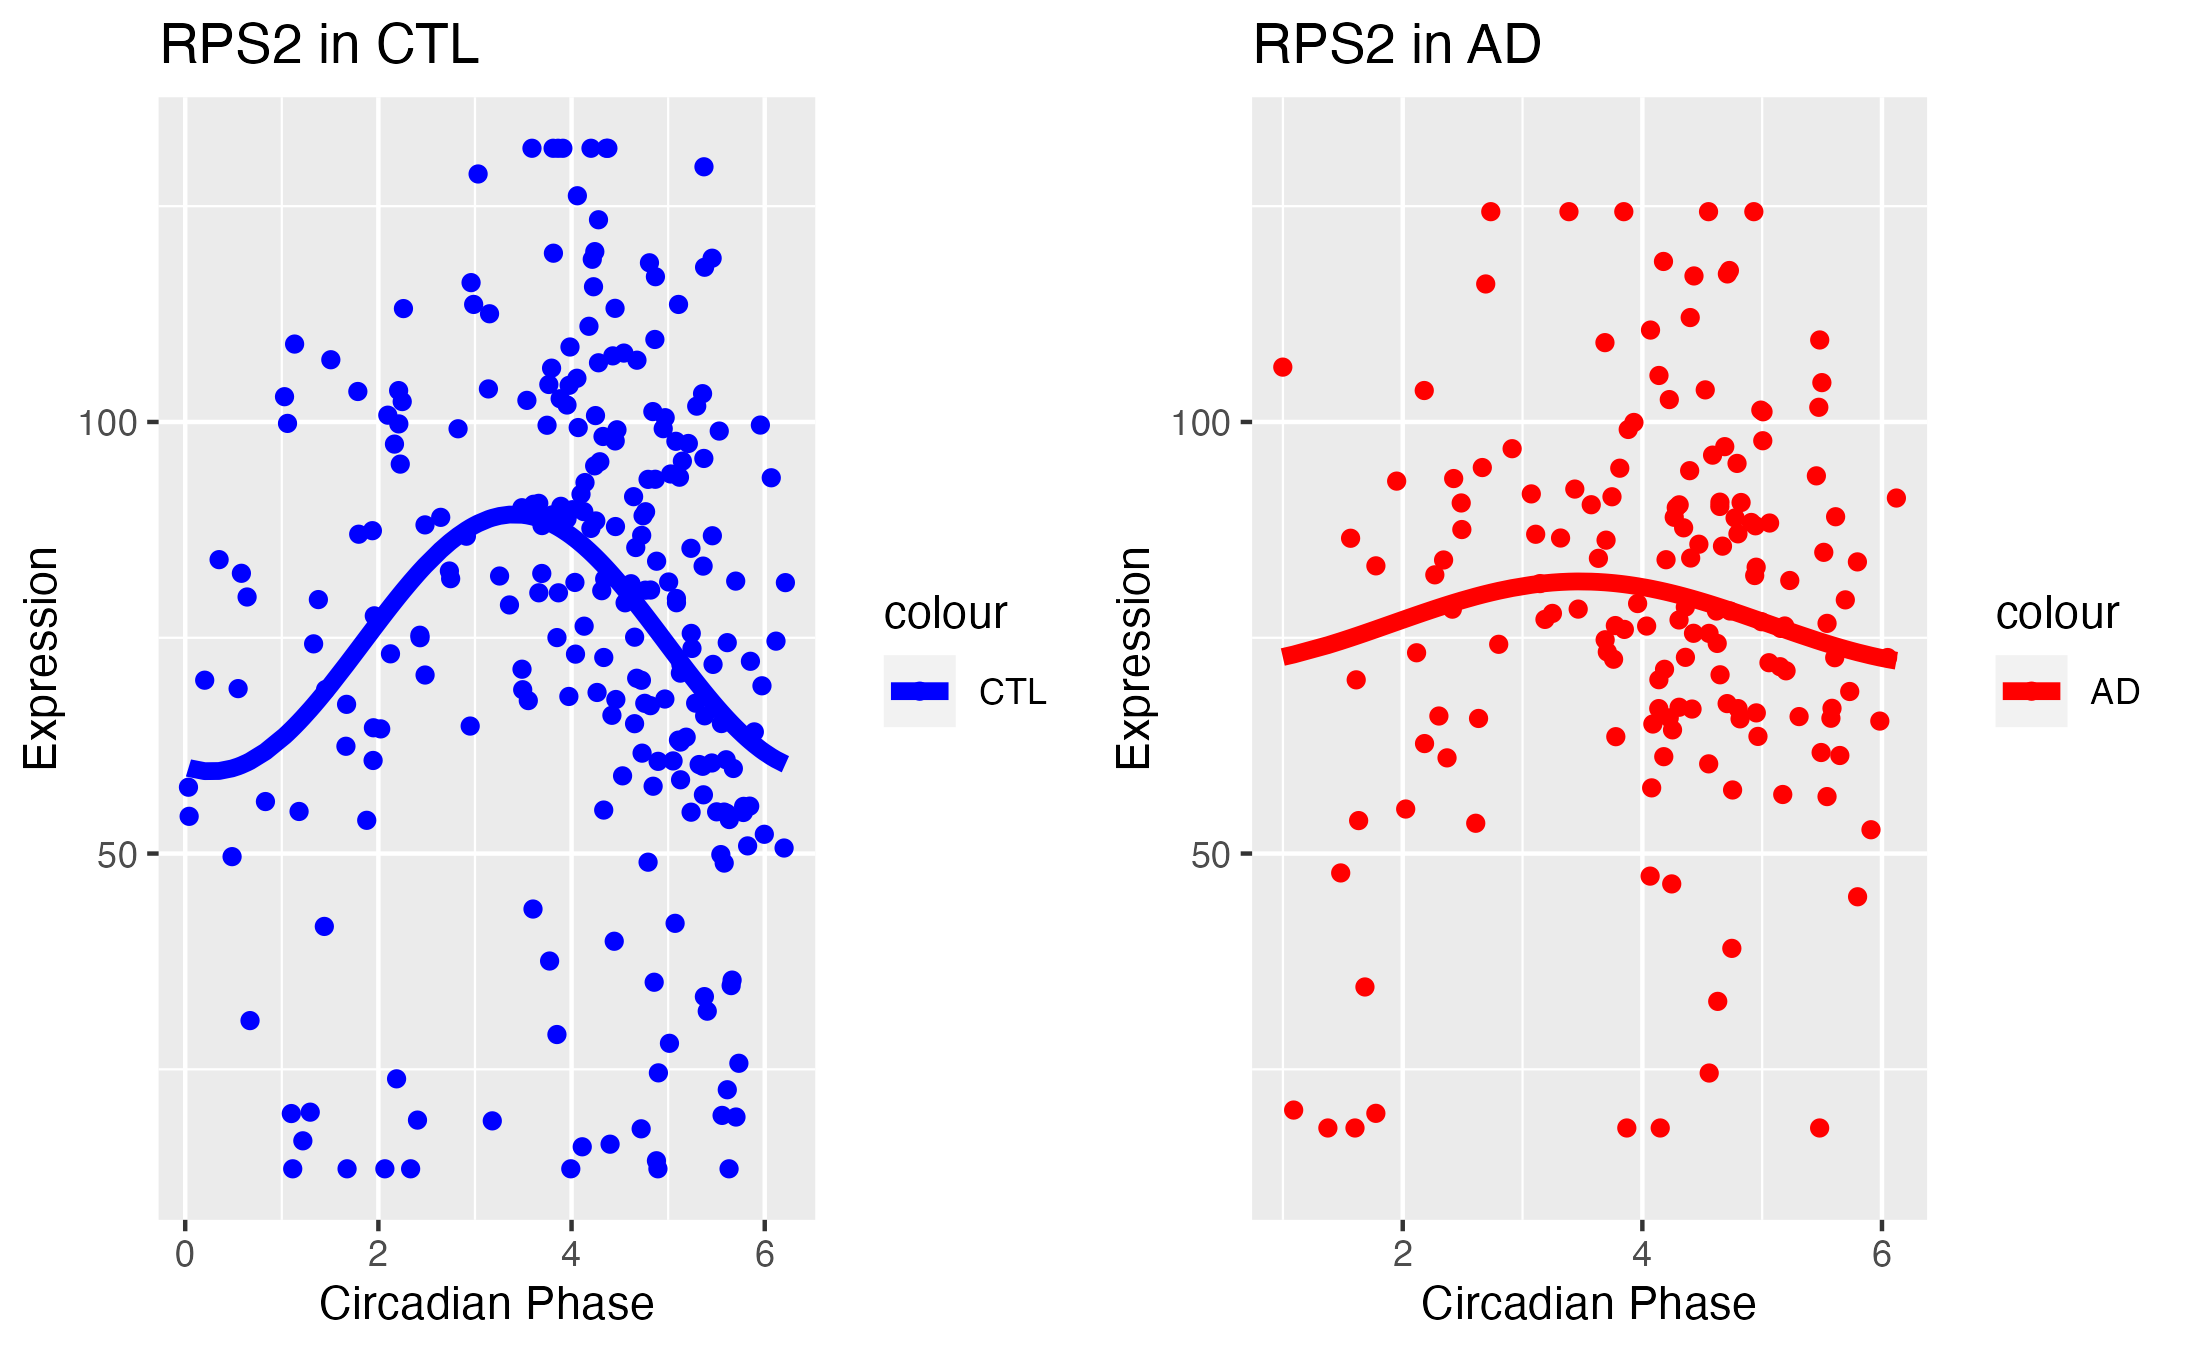 RPS2 in CTL
Expression
100
50
0 2 4 6
Circadian Phase
colour
CTL
RPS2 in AD
Expression
100
50
2 4 6
Circadian Phase
colour
AD